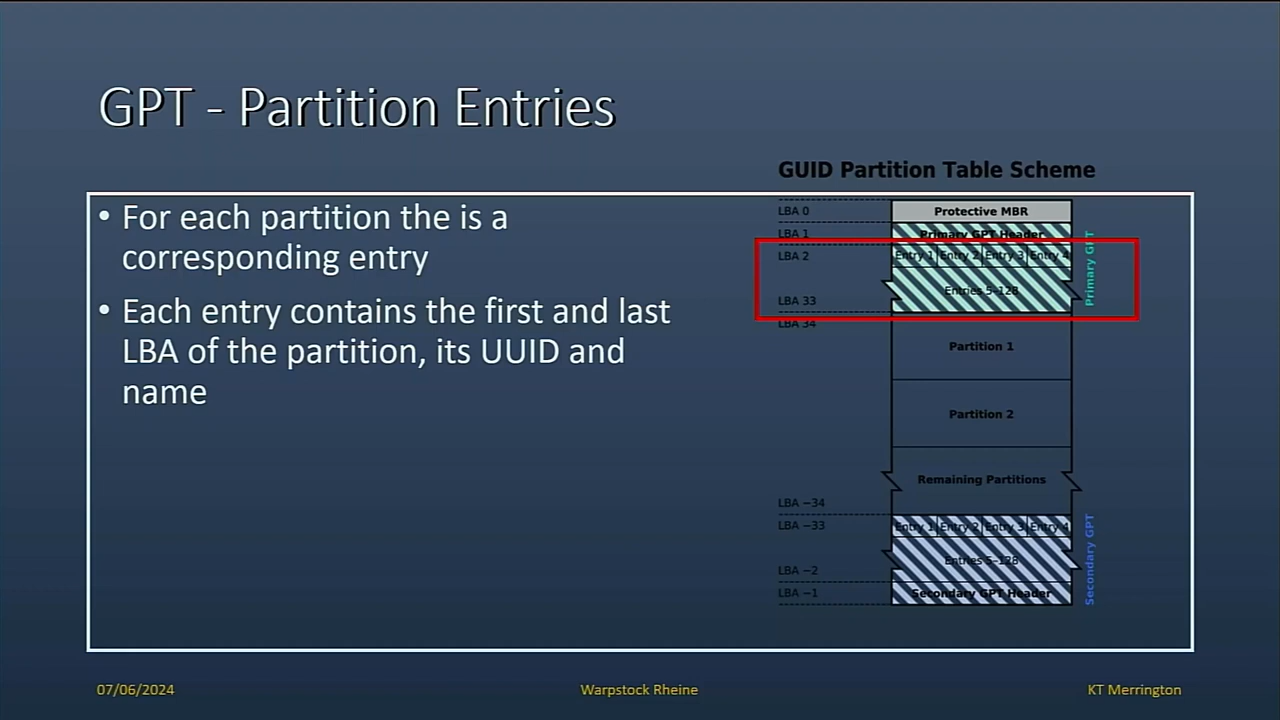 GPT - Partition Entries
• For each partition the is a
corresponding entry
• Each entry contains the first and last
LBA of the partition, its UUID and
name
GUID Partition Table Scheme
LBA 0
Protective MBR
LBA 1
Primary GPT Header
LBA 2
Entry 1 Entry 2 Entry 3 Entry 4
Entries 5–128
LBA 33
Primary GPT
LBA 34
Partition 1
Partition 2
Remaining Partitions
LBA −34
LBA −33
Entry 1 Entry 2 Entry 3 Entry 4
Entries 5–128
LBA −2
LBA −1
Secondary GPT Header
Secondary GPT
07/06/2024
Warpstock Rheine
KT Merrington